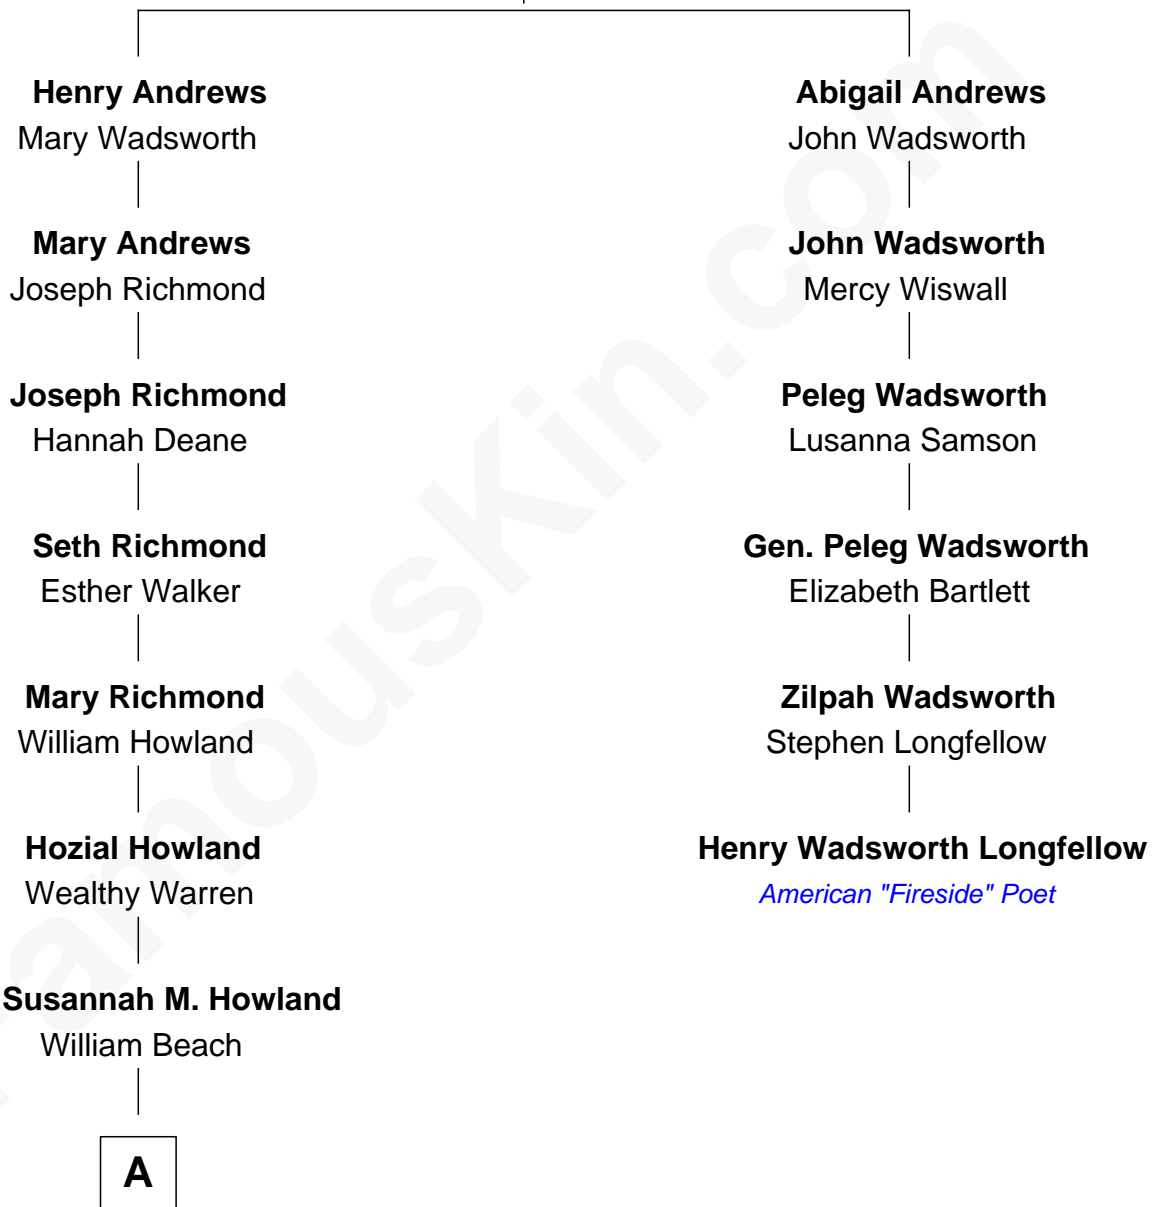 Henry Andrews
Mary Wadsworth
Mary Andrews
Joseph Richmond
Joseph Richmond
Hannah Deane
Seth Richmond
Esther Walker
Mary Richmond
William Howland
Hozial Howland
Wealthy Warren
Susannah M. Howland
William Beach
A
Abigail Andrews
John Wadsworth
John Wadsworth
Mercy Wiswall
Peleg Wadsworth
Lusanna Samson
Gen. Peleg Wadsworth
Elizabeth Bartlett
Zilpah Wadsworth
Stephen Longfellow
Henry Wadsworth Longfellow
American "Fireside" Poet
FamousKin.com